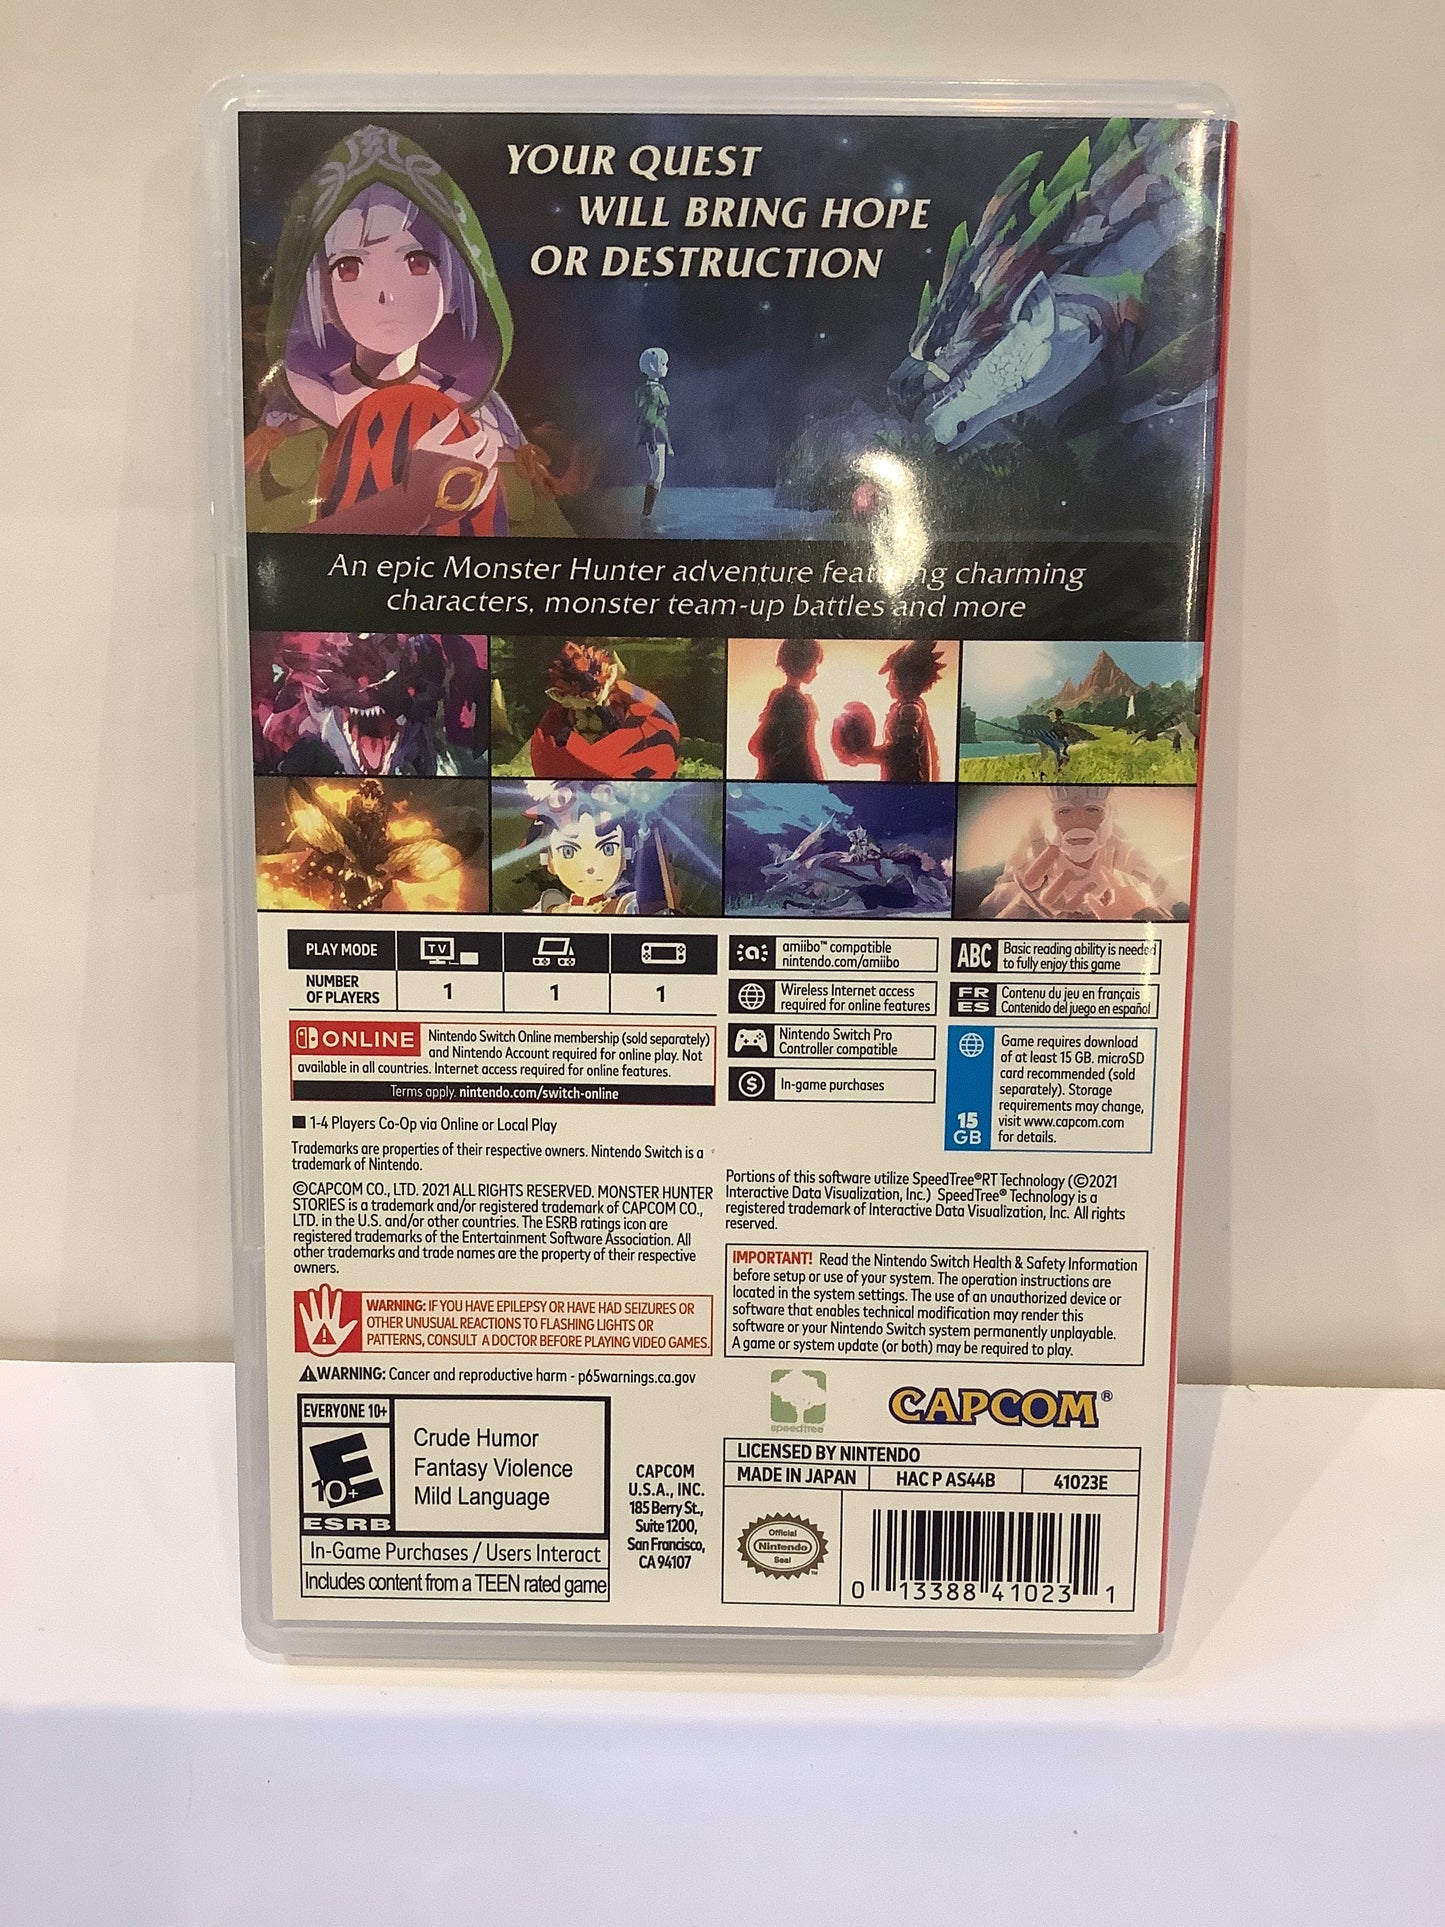 YOUR QUEST
WILL BRING HOPE
OR DESTRUCTION
An epic Monster Hunter adventure featuring charming
characters, monster team-up battles and more
PLAY MODE
TV
NUMBER
OF PLAYERS
1
1
1
ONLINE
Nintendo Switch Online membership (sold separately)
and Nintendo Account required for online play. Not
available in all countries. Internet access required for online features.
Terms apply. nintendo.com/switch-online
amiibo™ compatible
nintendo.com/amiibo
Wireless Internet access
required for online features
Nintendo Switch Pro
Controller compatible
In-game purchases
ABC
Basic reading ability is needed
to fully enjoy this game
FR
ES
Contenu du jeu en français
Contenido del juego en español
15
GB
Game requires download
of at least 15 GB. microSD
card recommended (sold
separately). Storage
requirements may change,
visit www.capcom.com
for details.
■ 1-4 Players Co-Op via Online or Local Play
Trademarks are properties of their respective owners. Nintendo Switch is a
trademark of Nintendo.
©CAPCOM CO., LTD. 2021 ALL RIGHTS RESERVED. MONSTER HUNTER
STORIES is a trademark and/or registered trademark of CAPCOM CO.,
LTD. in the U.S. and/or other countries. The ESRB ratings icon are
registered trademarks of the Entertainment Software Association. All
other trademarks and trade names are the property of their respective
owners.
WARNING: IF YOU HAVE EPILEPSY OR HAVE HAD SEIZURES OR
OTHER UNUSUAL REACTIONS TO FLASHING LIGHTS OR
PATTERNS, CONSULT A DOCTOR BEFORE PLAYING VIDEO GAMES.
⚠WARNING: Cancer and reproductive harm - p65warnings.ca.gov
Portions of this software utilize SpeedTree®RT Technology (©2021
Interactive Data Visualization, Inc.) SpeedTree® Technology is a
registered trademark of Interactive Data Visualization, Inc. All rights
reserved.
IMPORTANT! Read the Nintendo Switch Health & Safety Information
before setup or use of your system. The operation instructions are
located in the system settings. The use of an unauthorized device or
software that enables technical modification may render this
software or your Nintendo Switch system permanently unplayable.
A game or system update (or both) may be required to play.
speedtree
CAPCOM®
EVERYONE 10+
E
10+
ESRB
Crude Humor
Fantasy Violence
Mild Language
In-Game Purchases / Users Interact
Includes content from a TEEN rated game
CAPCOM
U.S.A., INC.
185 Berry St.,
Suite 1200,
San Francisco,
CA 94107
LICENSED BY NINTENDO
MADE IN JAPAN
HAC P AS44B
41023E
Official
Nintendo
Seal
™
0 13388 41023 1